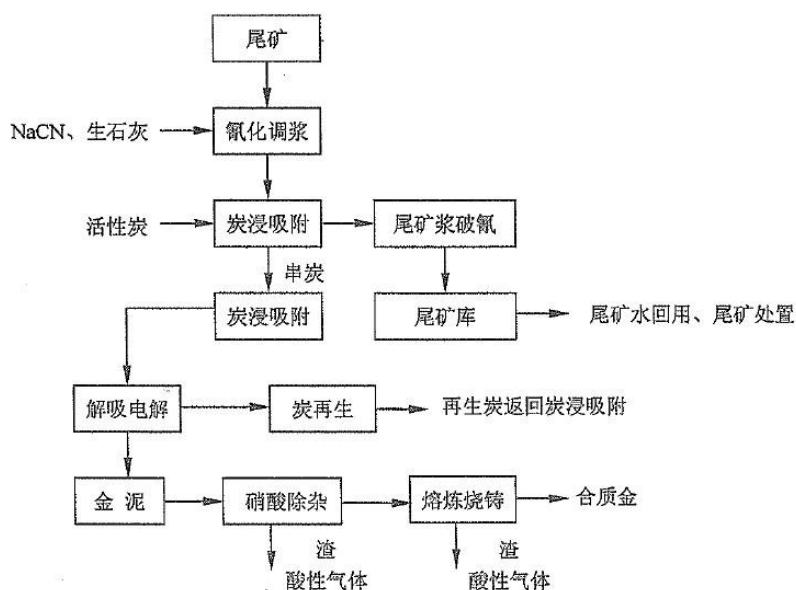 尾矿
NaCN、生石灰
氰化调浆
活性炭
炭浸吸附
尾矿浆破氰
串炭
炭浸吸附
尾矿库
尾矿水回用、尾矿处置
解吸电解
炭再生
再生炭返回炭浸吸附
金 泥
硝酸除杂
熔炼烧铸
合质金
渣
酸性气体
渣
酸性气体